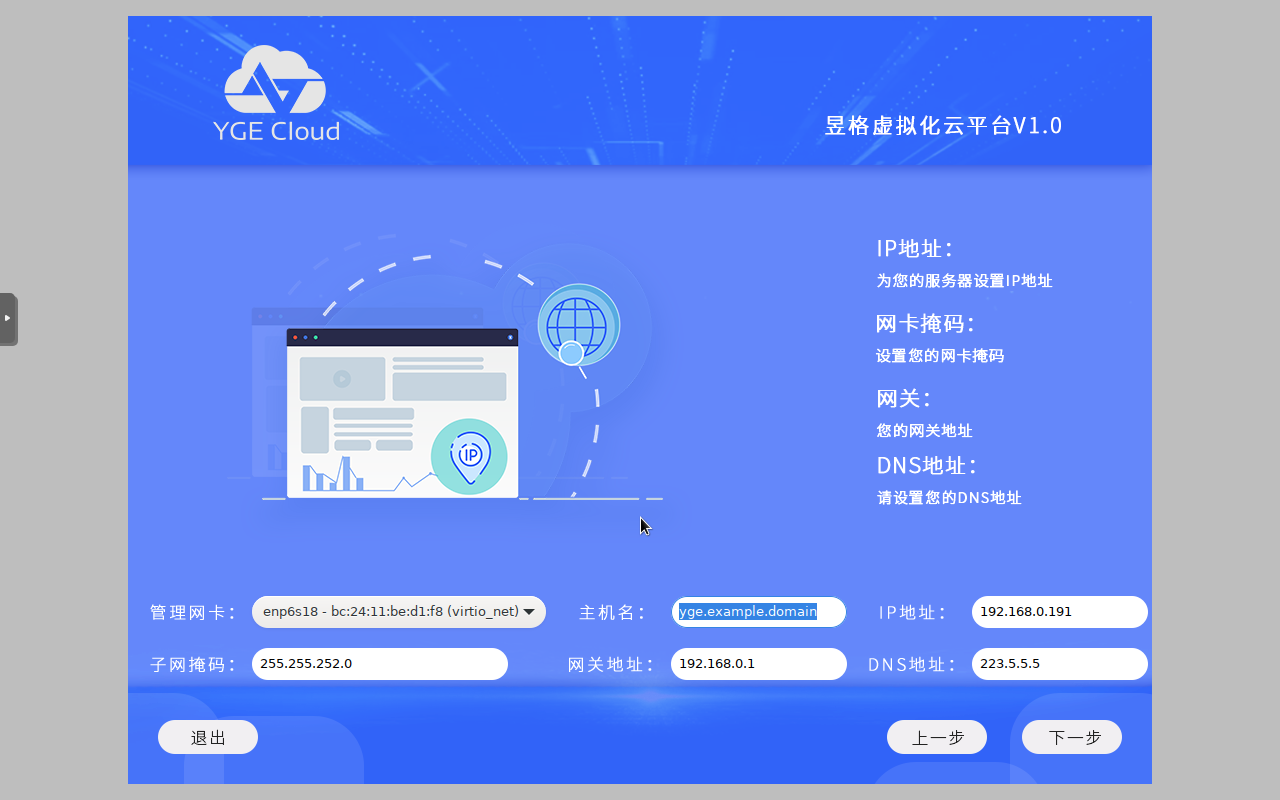 YGE Cloud
昱格虚拟化云平台V1.0
IP地址：
为您的服务器设置IP地址
网卡掩码：
设置您的网卡掩码
网关：
您的网关地址
DNS地址：
请设置您的DNS地址
IP
管理网卡： enp6s18 - bc:24:11:be:d1:f8 (virtio_net) 主机名： yge.example.domain IP地址： 192.168.0.191
子网掩码： 255.255.252.0 网关地址： 192.168.0.1 DNS地址： 223.5.5.5
退出 上一步 下一步